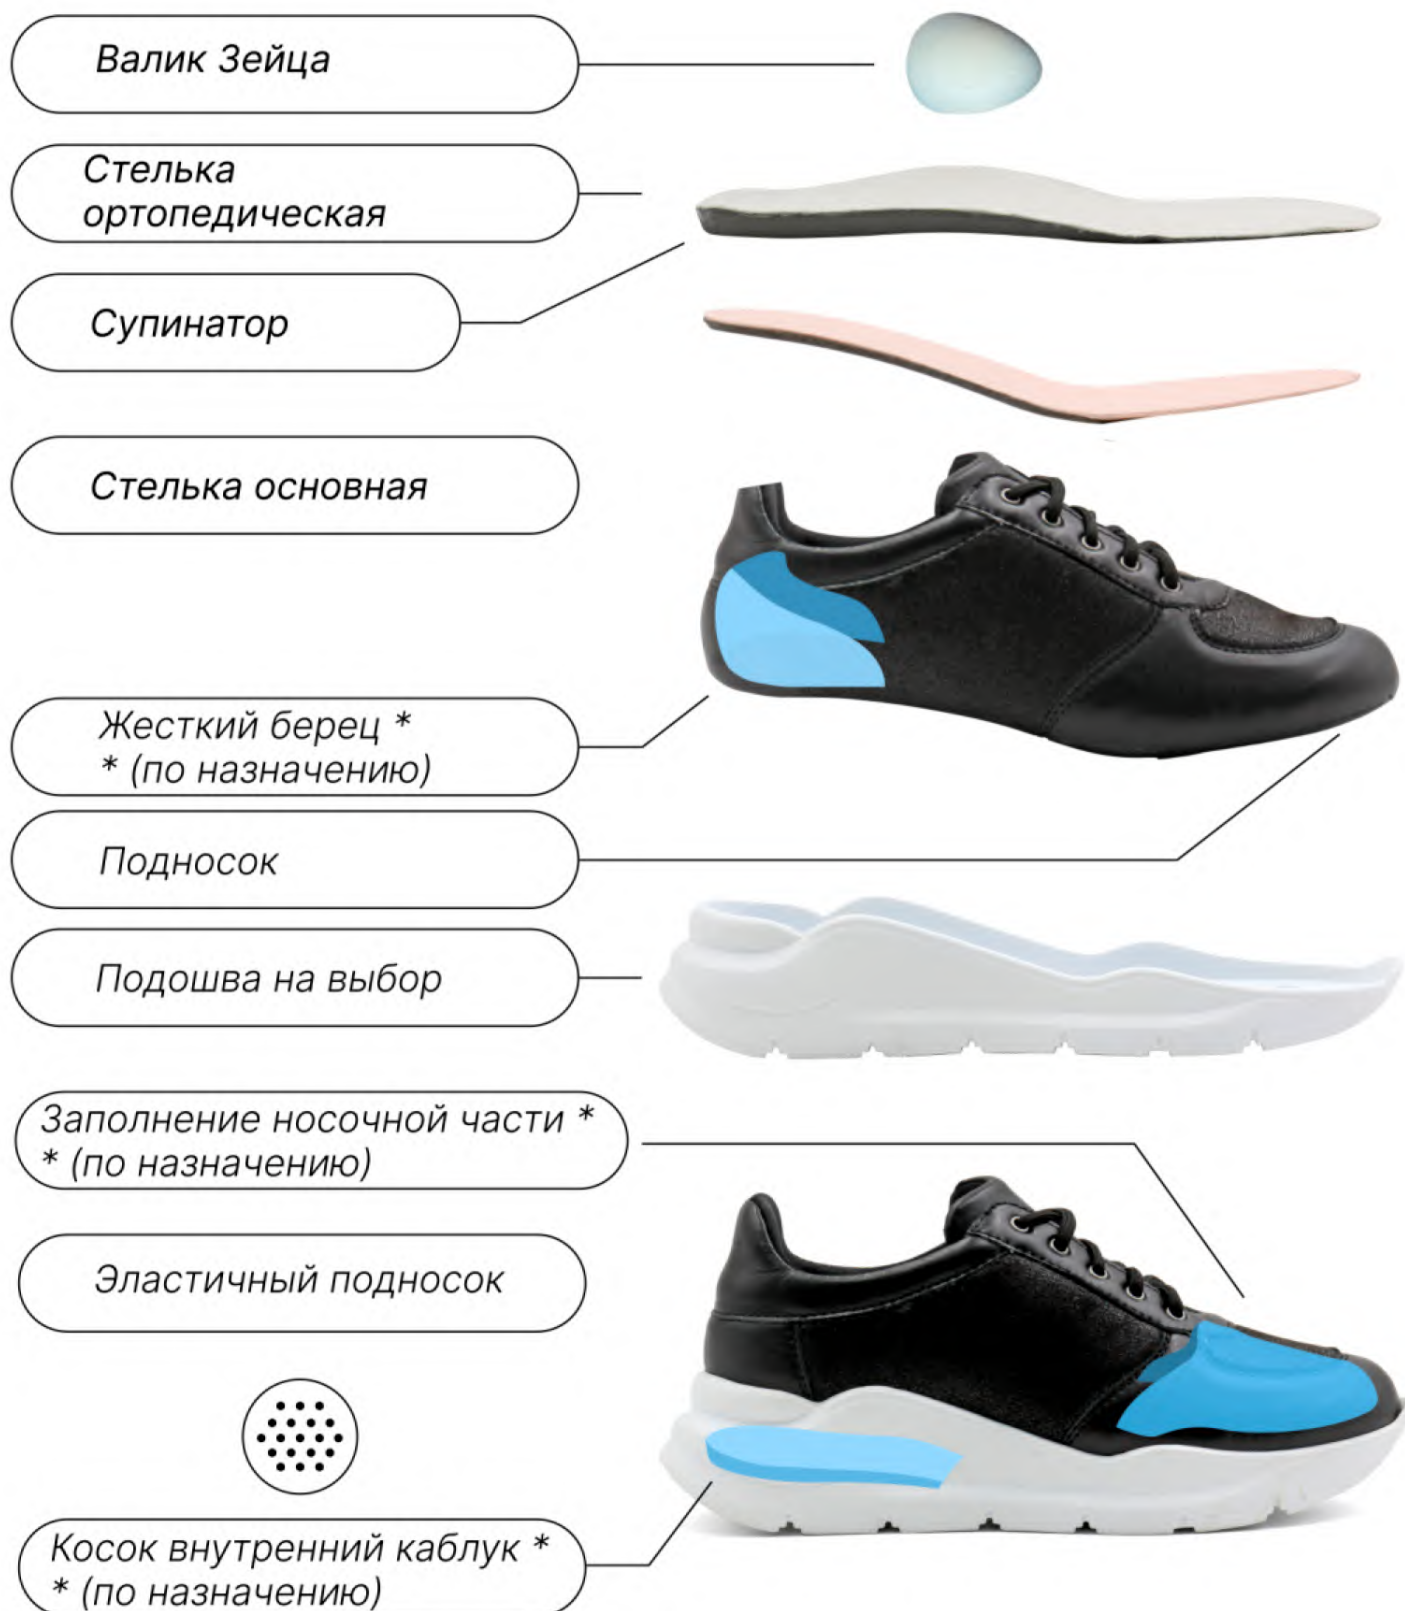 Валик Зейца
Стелька
ортопедическая
Супинатор
Стелька основная
Жесткий берец *
* (по назначению)
Подносок
Подошва на выбор
Заполнение носочной части *
* (по назначению)
Эластичный подносок
Косок внутренний каблук *
* (по назначению)